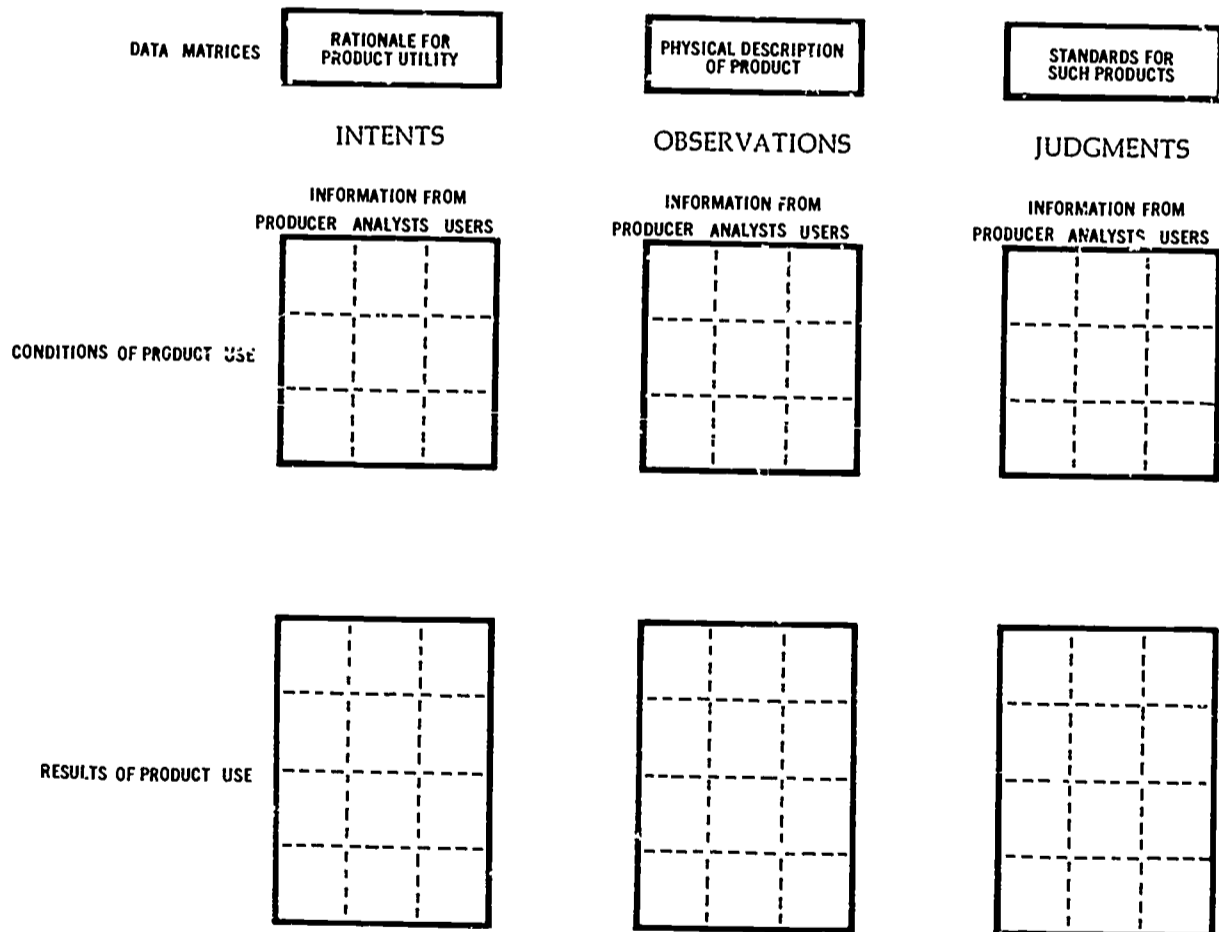 DATA MATRICES
RATIONALE FOR
PRODUCT UTILITY
PHYSICAL DESCRIPTION
OF PRODUCT
STANDARDS FOR
SUCH PRODUCTS
INTENTS
OBSERVATIONS
JUDGMENTS
INFORMATION FROM
PRODUCER ANALYSTS USERS
INFORMATION FROM
PRODUCER ANALYSTS USERS
INFORMATION FROM
PRODUCER ANALYSTS USERS
CONDITIONS OF PRODUCT USE
RESULTS OF PRODUCT USE